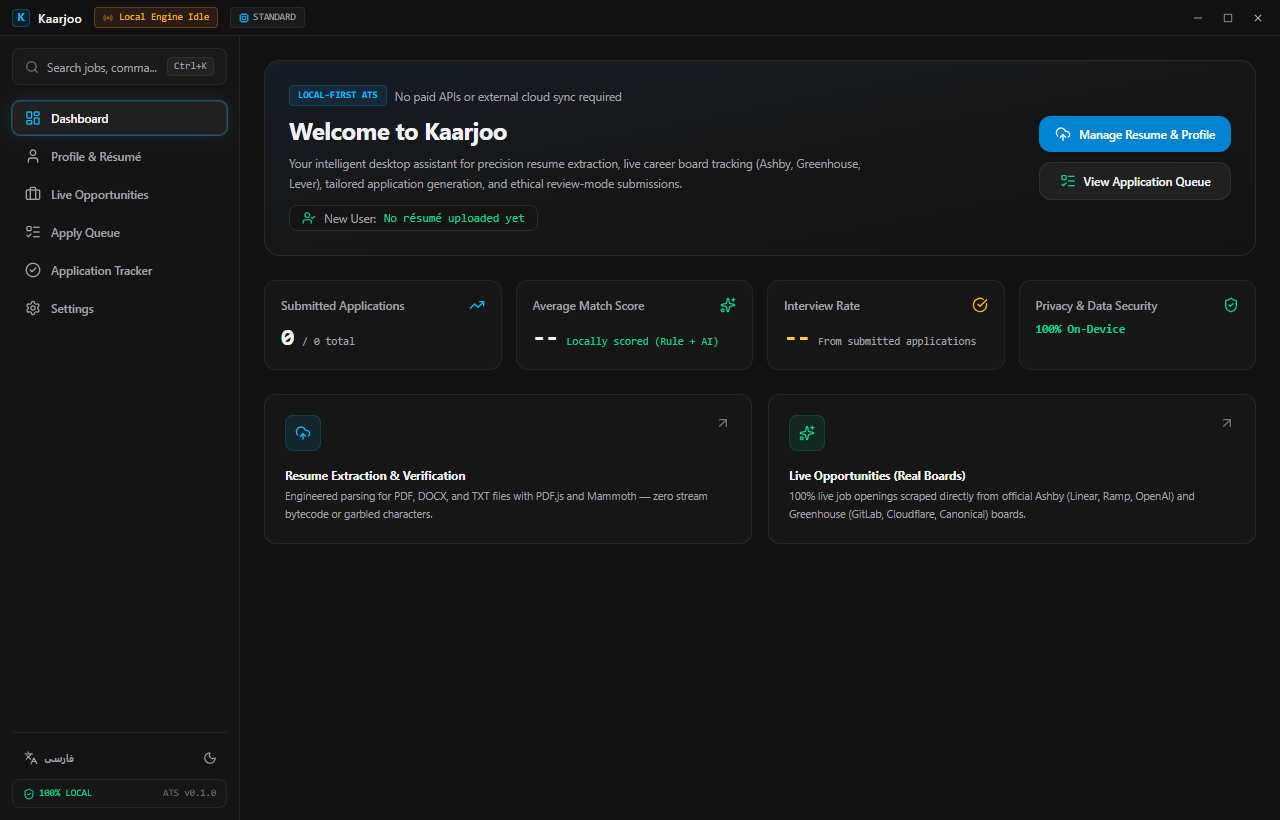 K Kaarjoo Local Engine Idle STANDARD
Search jobs, comma... Ctrl+K
Dashboard
Profile & Résumé
Live Opportunities
Apply Queue
Application Tracker
Settings
فارسی
100% LOCAL ATS v0.1.0
LOCAL-FIRST ATS No paid APIs or external cloud sync required
Welcome to Kaarjoo
Your intelligent desktop assistant for precision resume extraction, live career board tracking (Ashby, Greenhouse,
Lever), tailored application generation, and ethical review-mode submissions.
New User: No résumé uploaded yet
Manage Resume & Profile
View Application Queue
Submitted Applications
0 / 0 total
Average Match Score
-- Locally scored (Rule + AI)
Interview Rate
-- From submitted applications
Privacy & Data Security
100% On-Device
Resume Extraction & Verification
Engineered parsing for PDF, DOCX, and TXT files with PDF.js and Mammoth — zero stream
bytecode or garbled characters.
Live Opportunities (Real Boards)
100% live job openings scraped directly from official Ashby (Linear, Ramp, OpenAI) and
Greenhouse (GitLab, Cloudflare, Canonical) boards.